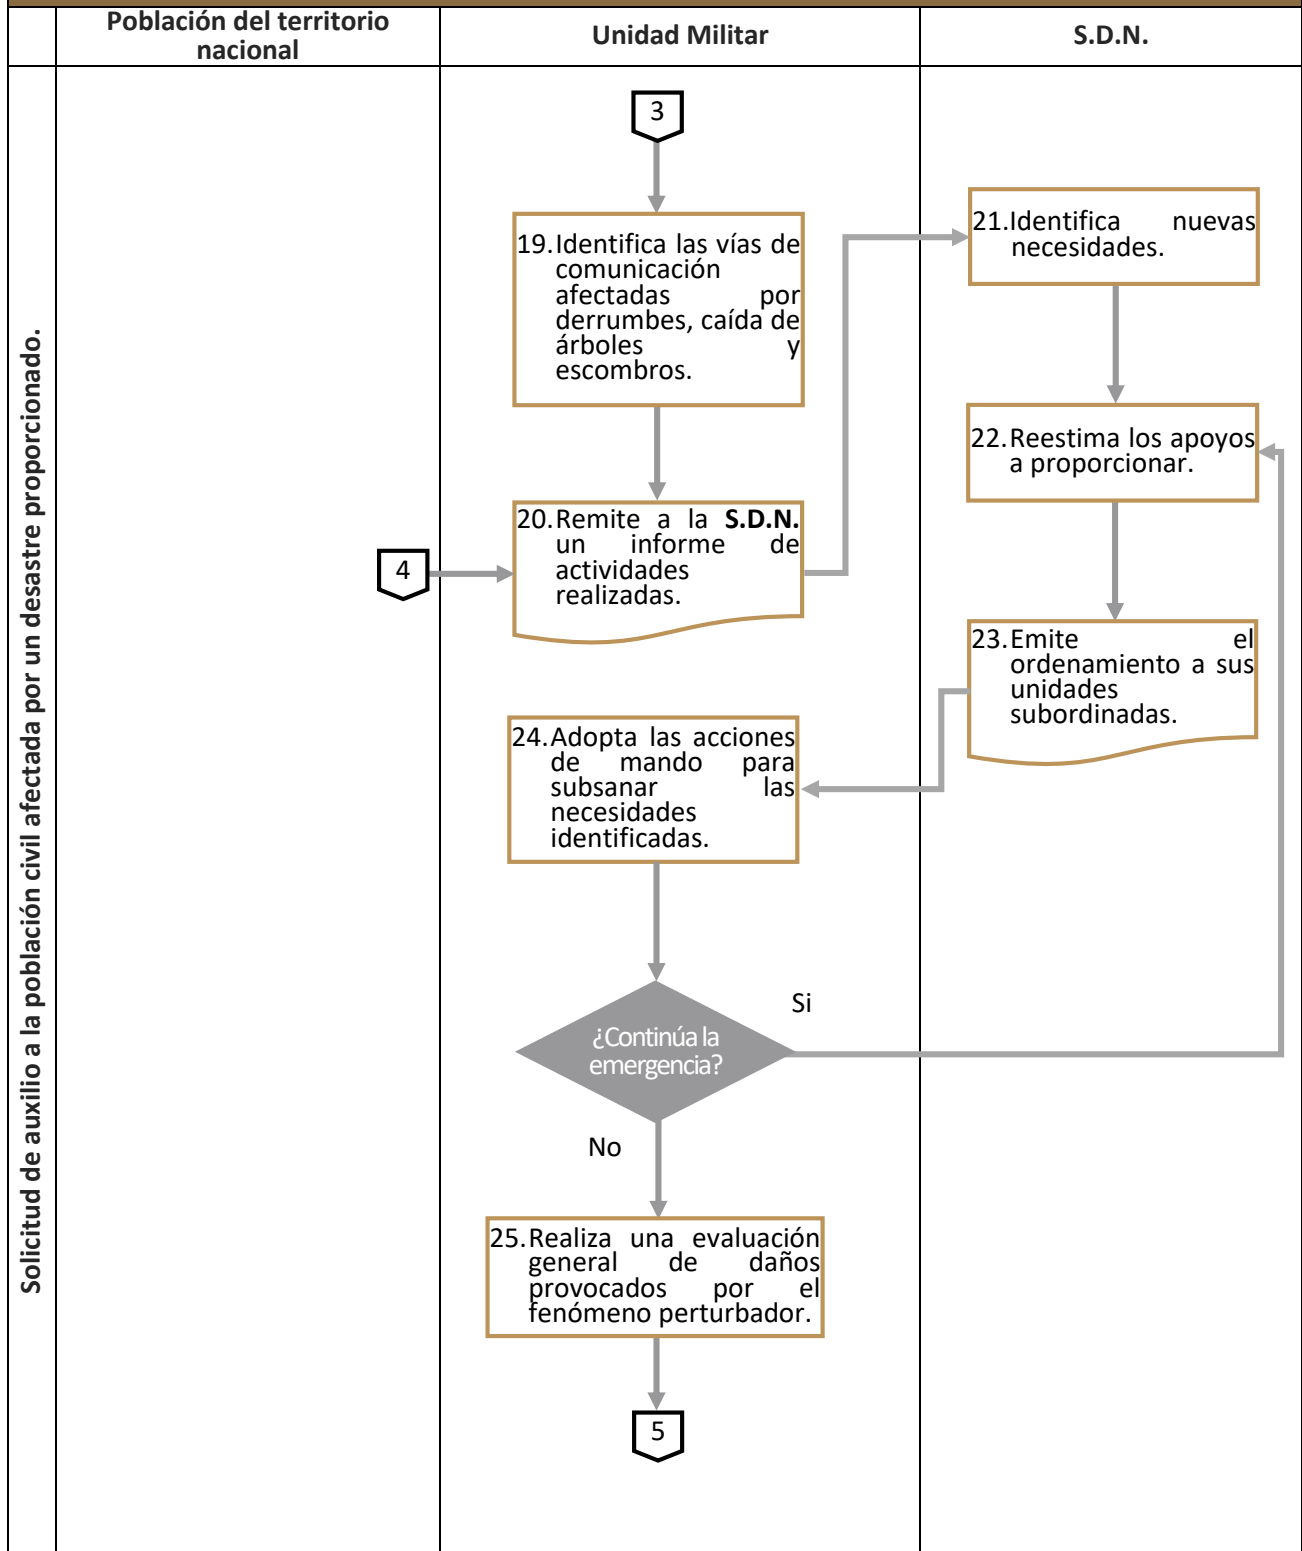 Población del territorio
nacional
Unidad Militar
S.D.N.
Solicitud de auxilio a la población civil afectada por un desastre proporcionado.
3
19.Identifica las vías de
comunicación
afectadas por
derrumbes, caída de
árboles y
escombros.
20.Remite a la S.D.N.
un informe de
actividades
realizadas.
4
21.Identifica nuevas
necesidades.
22.Reestima los apoyos
a proporcionar.
23.Emite el
ordenamiento a sus
unidades
subordinadas.
24.Adopta las acciones
de mando para
subsanar las
necesidades
identificadas.
¿Continúa la
emergencia?
Si
No
25.Realiza una evaluación
general de daños
provocados por el
fenómeno perturbador.
5